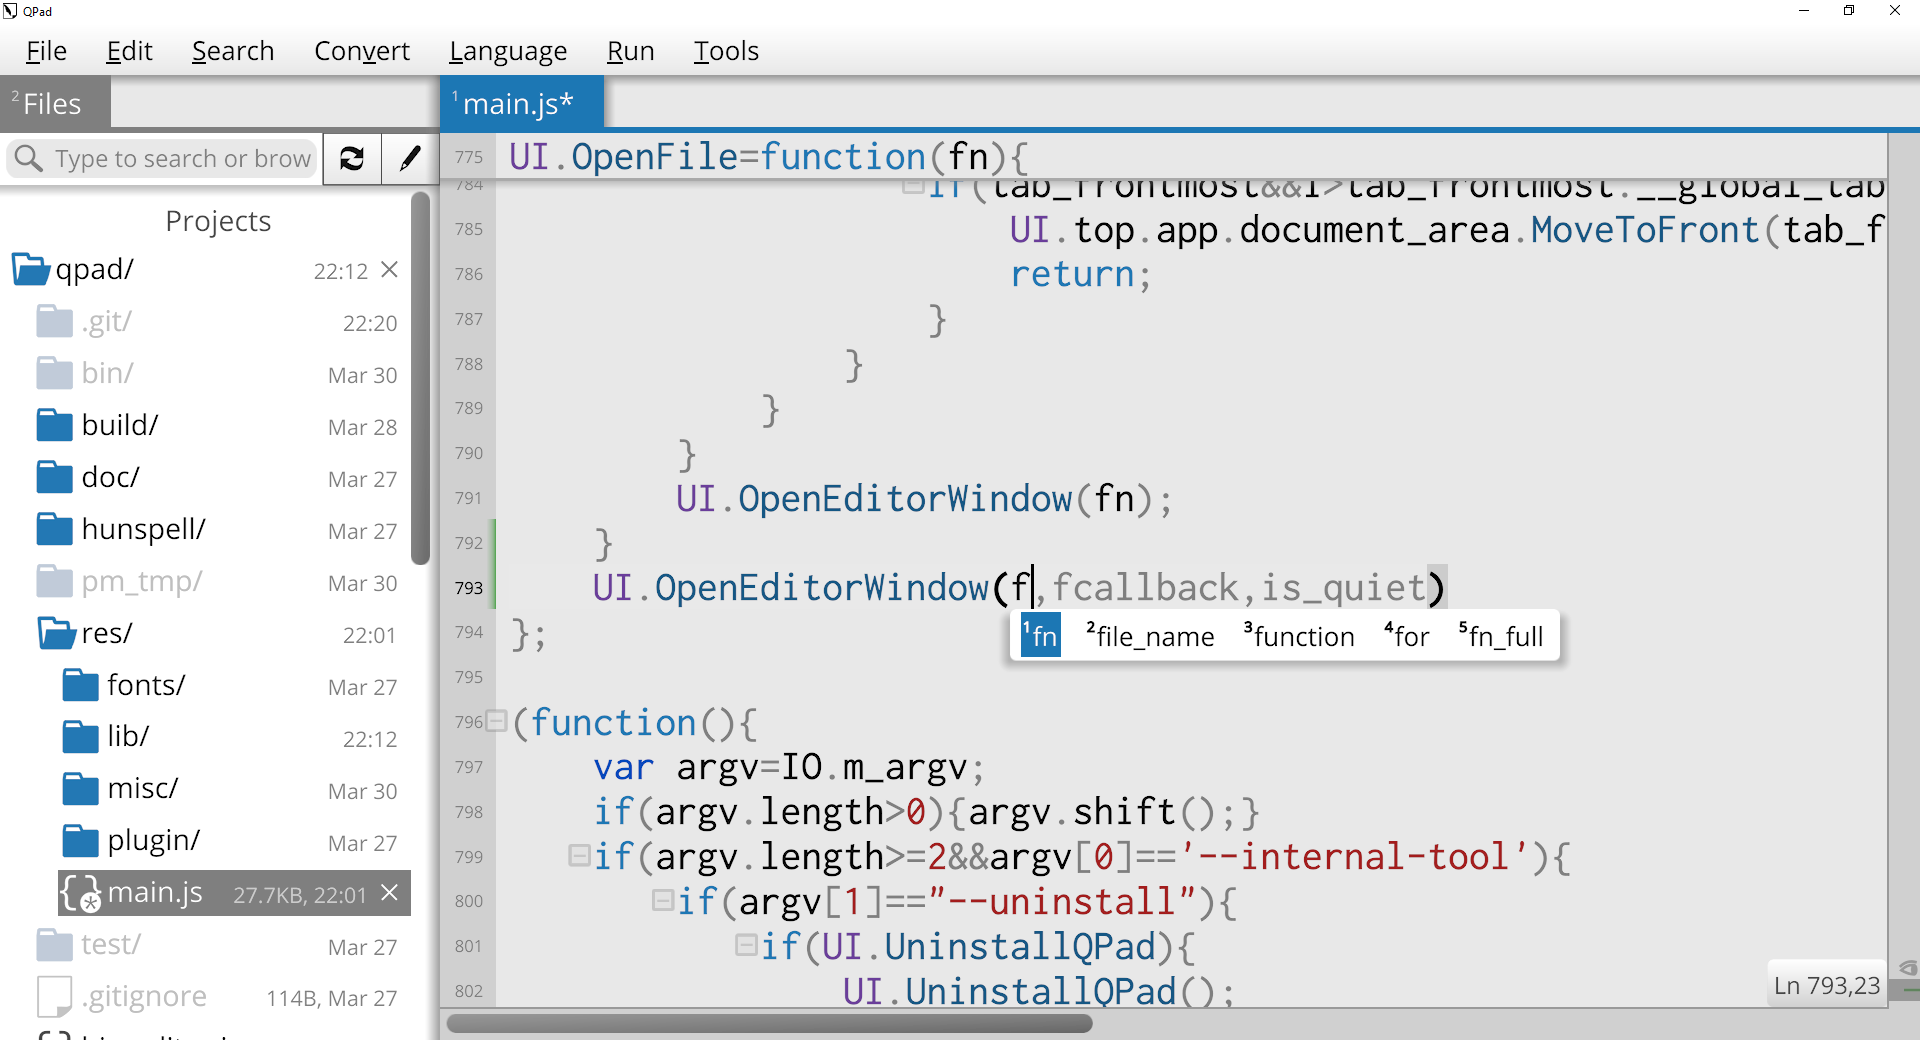 QPad
File Edit Search Convert Language Run Tools
2 Files
1 main.js*
Type to search or brow
Projects
qpad/ 22:12
.git/ 22:20
bin/ Mar 30
build/ Mar 28
doc/ Mar 27
hunspell/ Mar 27
pm_tmp/ Mar 30
res/ 22:01
fonts/ Mar 27
lib/ 22:12
misc/ Mar 30
plugin/ Mar 27
main.js 27.7KB, 22:01
test/ Mar 27
.gitignore 114B, Mar 27
775 UI.OpenFile=function(fn){
784 if(tab_frontmost&&i>tab_frontmost.__global_tab
785 UI.top.app.document_area.MoveToFront(tab_f
786 return;
787 }
788 }
789 }
790 }
791 UI.OpenEditorWindow(fn);
792 }
793 UI.OpenEditorWindow(f,fcallback,is_quiet)
1fn 2file_name 3function 4for 5fn_full
794 };
795
796 (function(){
797 var argv=IO.m_argv;
798 if(argv.length>0){argv.shift();}
799 if(argv.length>=2&&argv[0]=='--internal-tool'){
800 if(argv[1]=="--uninstall"){
801 if(UI.UninstallQPad){
802 UI.UninstallQPad();
Ln 793,23